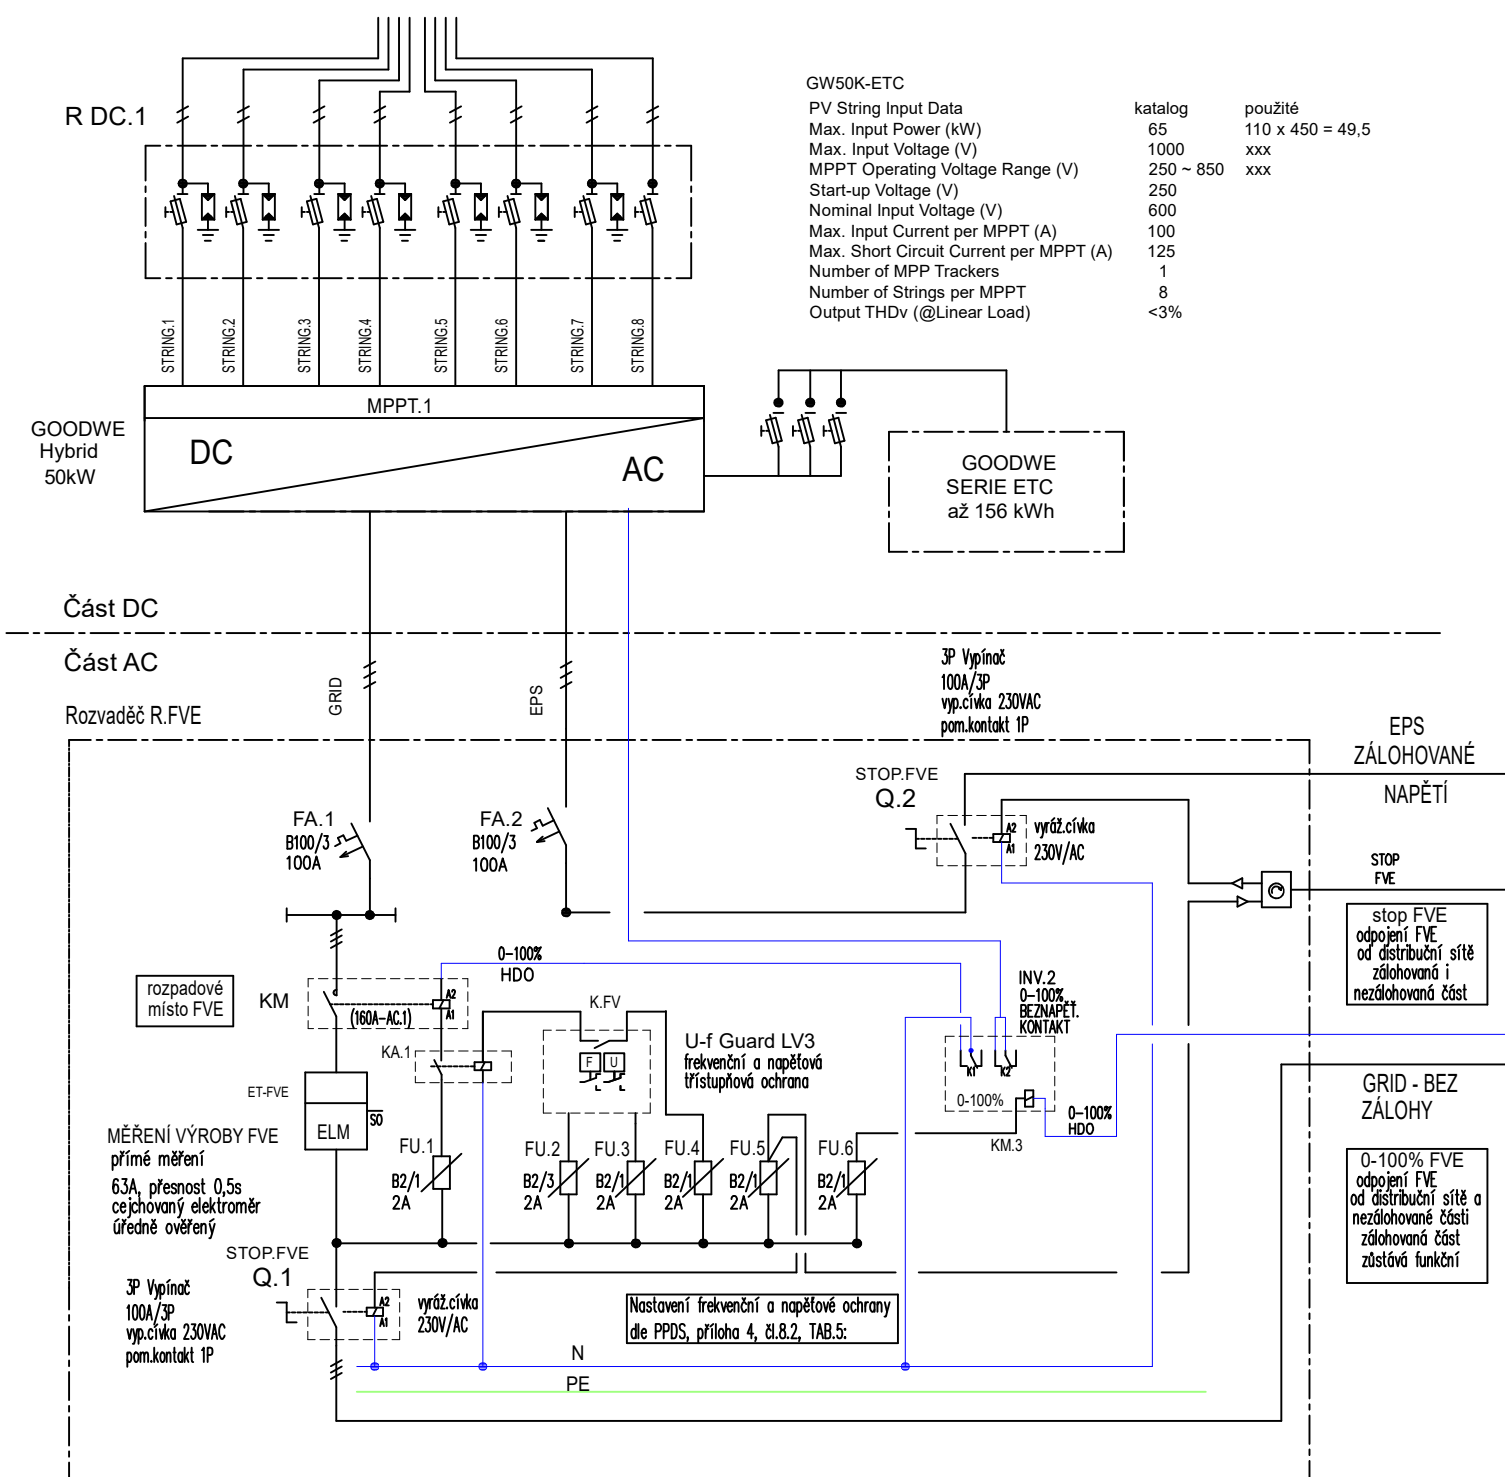 R DC.1
GW50K-ETC
PV String Input Data katalog použité
Max. Input Power (kW) 65 110 x 450 = 49,5
Max. Input Voltage (V) 1000 xxx
MPPT Operating Voltage Range (V) 250 ~ 850 xxx
Start-up Voltage (V) 250
Nominal Input Voltage (V) 600
Max. Input Current per MPPT (A) 100
Max. Short Circuit Current per MPPT (A) 125
Number of MPP Trackers 1
Number of Strings per MPPT 8
Output THDv (@Linear Load) <3%
STRING.1
STRING.2
STRING.3
STRING.4
STRING.5
STRING.6
STRING.7
STRING.8
MPPT.1
GOODWE
Hybrid
50kW
DC
AC
GOODWE
SERIE ETC
až 156 kWh
Část DC
Část AC
Rozvaděč R.FVE
GRID
EPS
3P Vypínač
100A/3P
vyp.cívka 230VAC
pom.kontakt 1P
EPS
ZÁLOHOVANÉ
NAPĚTÍ
STOP.FVE
Q.2
A2
A1
vyráž.cívka
230V/AC
FA.1
B100/3
100A
FA.2
B100/3
100A
STOP
FVE
stop FVE
odpojení FVE
od distribuční sítě
zálohovaná i
nezálohovaná část
rozpadové
místo FVE
KM
(160A-AC.1)
A2
A1
0-100%
HDO
KA.1
K.FV
F
U
U-f Guard LV3
frekvenční a napěťová
třístupňová ochrana
INV.2
0-100%
BEZNAPĚŤ.
KONTAKT
K1
K2
0-100%
KM.3
0-100%
HDO
GRID - BEZ
ZÁLOHY
0-100% FVE
odpojení FVE
od distribuční sítě a
nezálohované části
zálohovaná část
zůstává funkční
ET-FVE
ELM
S0
MĚŘENÍ VÝROBY FVE
přímé měření
63A, přesnost 0,5s
cejchovaný elektroměr
úředně ověřený
FU.1
B2/1
2A
FU.2
B2/3
2A
FU.3
B2/1
2A
FU.4
B2/1
2A
FU.5
B2/1
2A
FU.6
B2/1
2A
STOP.FVE
Q.1
3P Vypínač
100A/3P
vyp.cívka 230VAC
pom.kontakt 1P
A2
A1
vyráž.cívka
230V/AC
Nastavení frekvenční a napěťové ochrany
dle PPDS, příloha 4, čl.8.2, TAB.5:
N
PE